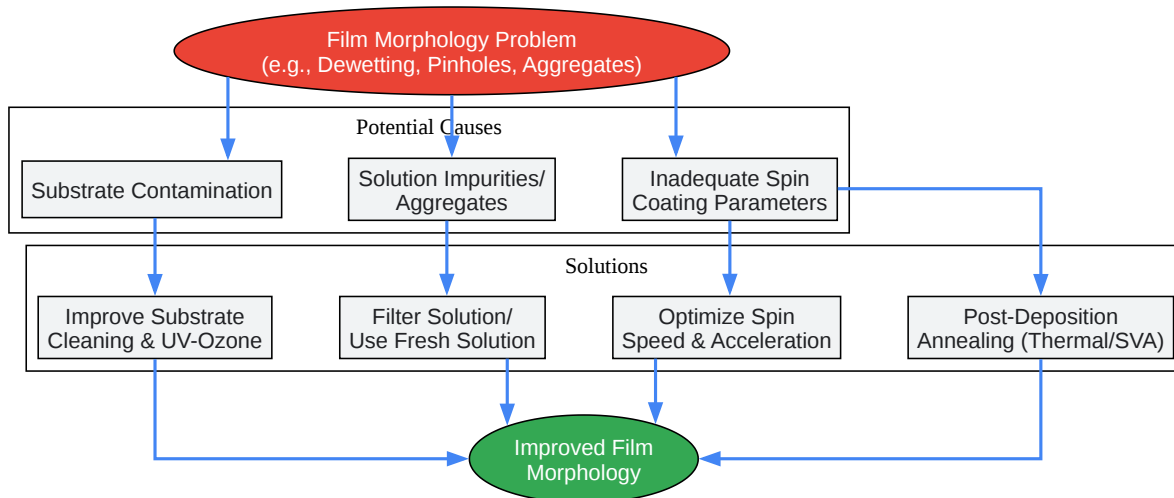 Film Morphology Problem
(e.g., Dewetting, Pinholes, Aggregates)
Potential Causes
Substrate Contamination
Solution Impurities/
Aggregates
Inadequate Spin
Coating Parameters
Solutions
Improve Substrate
Cleaning & UV-Ozone
Filter Solution/
Use Fresh Solution
Optimize Spin
Speed & Acceleration
Post-Deposition
Annealing (Thermal/SVA)
Improved Film
Morphology